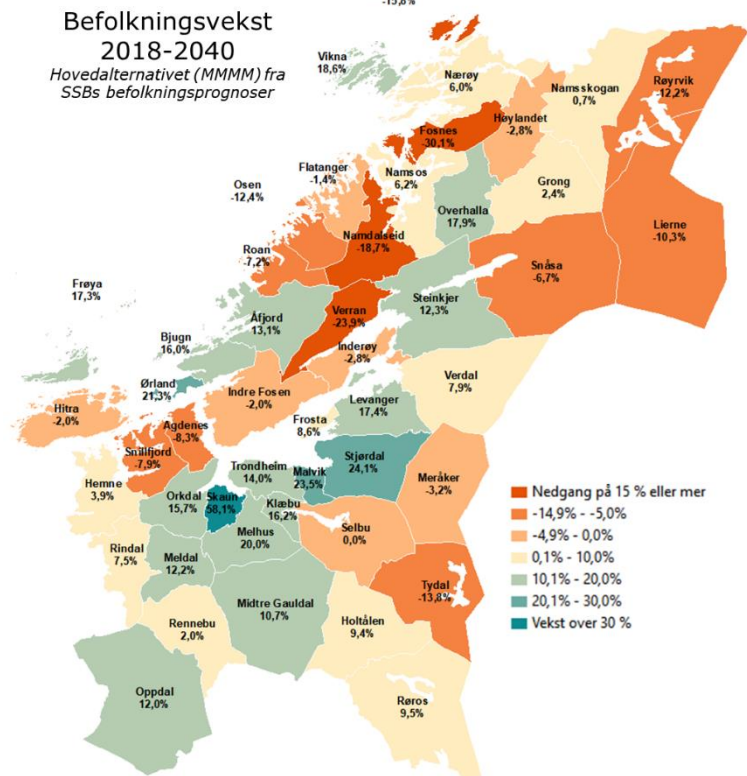 -15,8%
Befolkningsvekst
2018-2040
Hovedalternativet (MMMM) fra
SSBs befolkningsprognoser
Vikna
18,6%
Nærøy
6,0%
Namsskogan
0,7%
Røyrvik
-12,2%
Høylandet
-2,8%
Fosnes
-30,1%
Flatanger
-1,4%
Namsos
6,2%
Grong
2,4%
Osen
-12,4%
Overhalla
17,9%
Lierne
-10,3%
Namdalseid
-18,7%
Roan
-7,2%
Snåsa
-6,7%
Frøya
17,3%
Steinkjer
12,3%
Verran
-23,9%
Åfjord
13,1%
Bjugn
16,0%
Inderøy
-2,8%
Verdal
7,9%
Ørland
21,3%
Indre Fosen
-2,0%
Levanger
17,4%
Hitra
-2,0%
Frosta
8,6%
Agdenes
-8,3%
Snillfjord
-7,9%
Stjørdal
24,1%
Trondheim
14,0%
Malvik
23,5%
Meråker
-3,2%
Hemne
3,9%
Orkdal
15,7%
Skaun
58,1%
Klæbu
16,2%
Selbu
0,0%
Melhus
20,0%
Rindal
7,5%
Meldal
12,2%
Tydal
-13,8%
Midtre Gauldal
10,7%
Holtålen
9,4%
Rennebu
2,0%
Oppdal
12,0%
Røros
9,5%
Nedgang på 15 % eller mer
-14,9% - -5,0%
-4,9% - 0,0%
0,1% - 10,0%
10,1% - 20,0%
20,1% - 30,0%
Vekst over 30 %